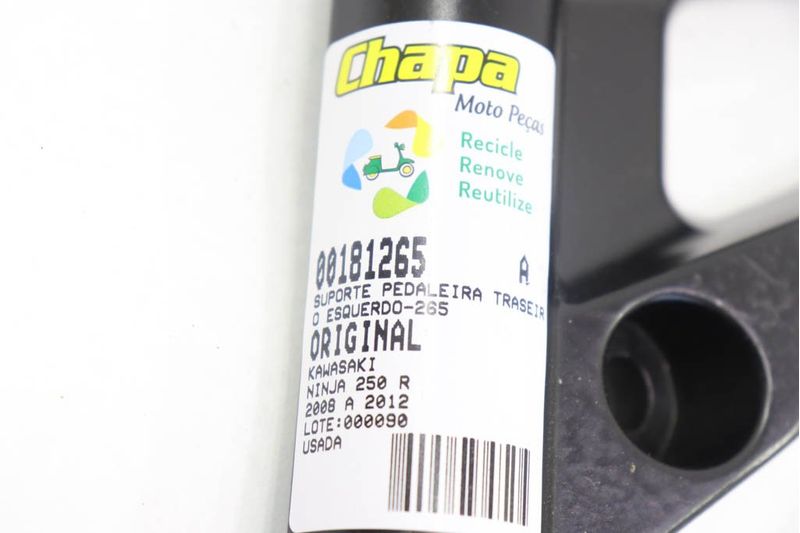 Chapa
Moto Peças
Recicle
Renove
Reutilize
00181265 A
SUPORTE PEDALEIRA TRASEIR
O ESQUERDO-265
ORIGINAL
KAWASAKI
NINJA 250 R
2008 A 2012
LOTE:000090
USADA